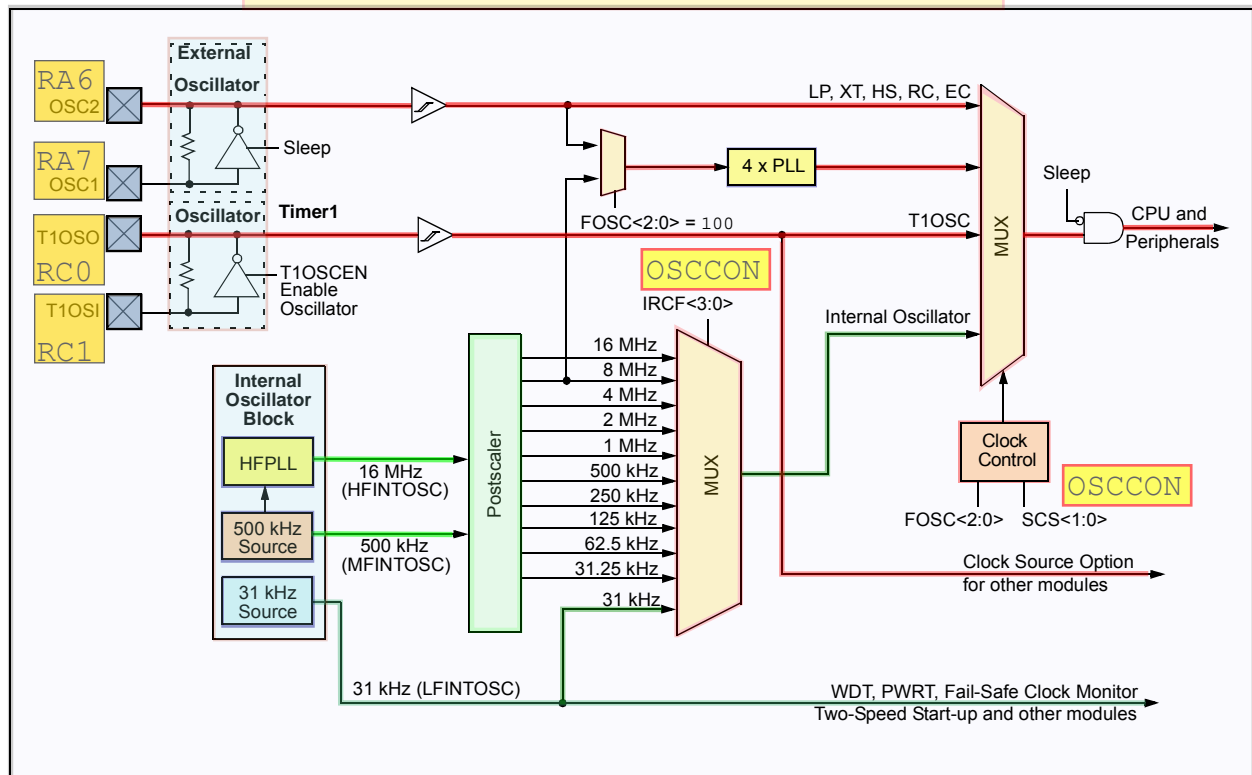 External
Oscillator
RA6
OSC2
Sleep
RA7
OSC1
LP, XT, HS, RC, EC
4 x PLL
FOSC<2:0> = 100
Oscillator
Timer1
T1OSO
RC0
T1OSCEN
Enable
Oscillator
T1OSI
RC1
T1OSC
MUX
Sleep
CPU and
Peripherals
OSCCON
IRCF<3:0>
Internal Oscillator
Internal
Oscillator
Block
HFPLL
500 kHz
Source
31 kHz
Source
16 MHz
(HFINTOSC)
500 kHz
(MFINTOSC)
Postscaler
16 MHz
8 MHz
4 MHz
2 MHz
1 MHz
500 kHz
250 kHz
125 kHz
62.5 kHz
31.25 kHz
31 kHz
MUX
Clock
Control
OSCCON
FOSC<2:0>
SCS<1:0>
Clock Source Option
for other modules
31 kHz (LFINTOSC)
WDT, PWRT, Fail-Safe Clock Monitor
Two-Speed Start-up and other modules